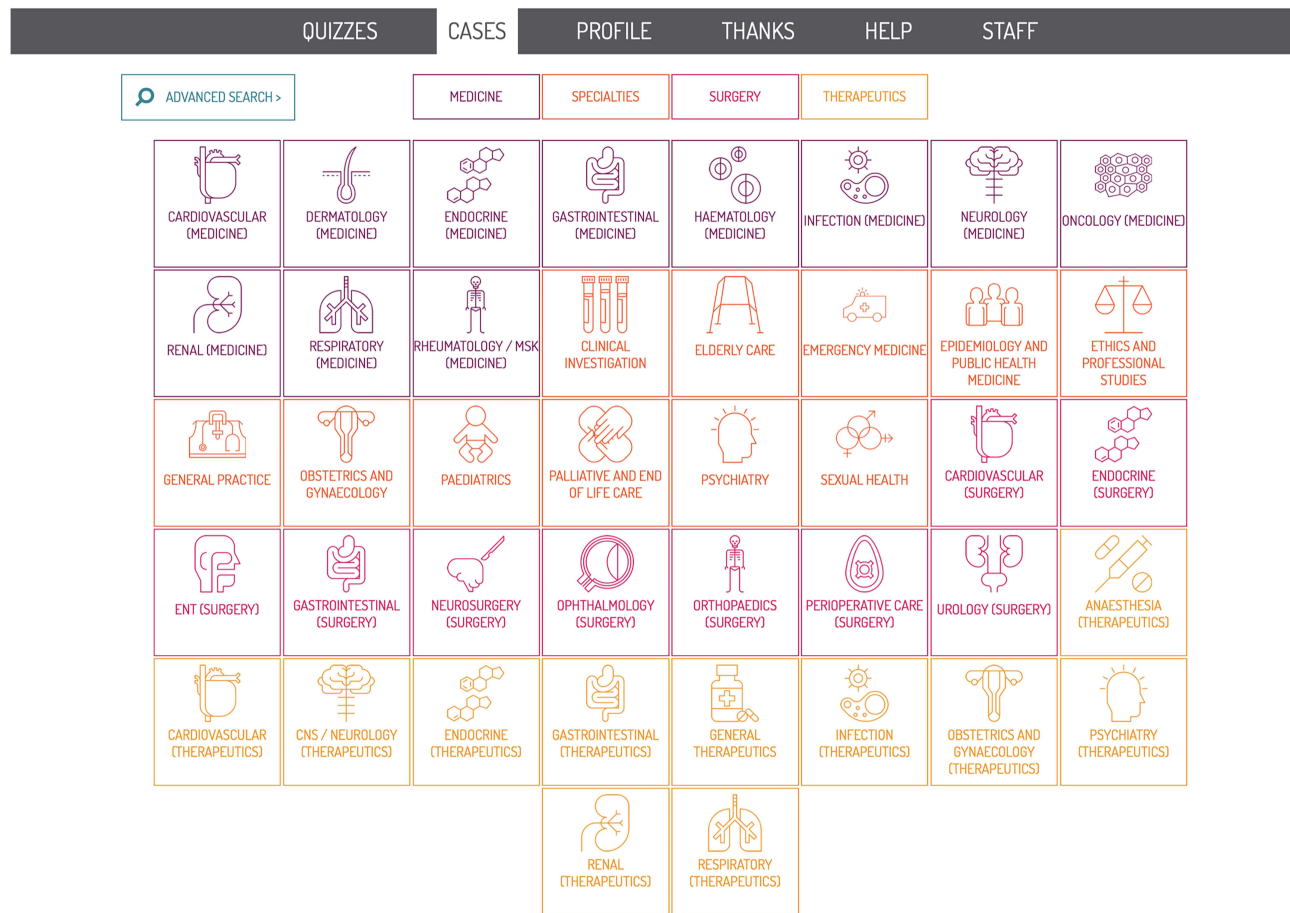 QUIZZES CASES PROFILE THANKS HELP STAFF
ADVANCED SEARCH >
MEDICINE
SPECIALTIES
SURGERY
THERAPEUTICS
CARDIOVASCULAR
(MEDICINE)
DERMATOLOGY
(MEDICINE)
ENDOCRINE
(MEDICINE)
GASTROINTESTINAL
(MEDICINE)
HAEMATOLOGY
(MEDICINE)
INFECTION (MEDICINE)
NEUROLOGY
(MEDICINE)
ONCOLOGY (MEDICINE)
RENAL (MEDICINE)
RESPIRATORY
(MEDICINE)
RHEUMATOLOGY / MSK
(MEDICINE)
CLINICAL
INVESTIGATION
ELDERLY CARE
EMERGENCY MEDICINE
EPIDEMIOLOGY AND
PUBLIC HEALTH
MEDICINE
ETHICS AND
PROFESSIONAL
STUDIES
GENERAL PRACTICE
OBSTETRICS AND
GYNAECOLOGY
PAEDIATRICS
PALLIATIVE AND END
OF LIFE CARE
PSYCHIATRY
SEXUAL HEALTH
CARDIOVASCULAR
(SURGERY)
ENDOCRINE
(SURGERY)
ENT (SURGERY)
GASTROINTESTINAL
(SURGERY)
NEUROSURGERY
(SURGERY)
OPHTHALMOLOGY
(SURGERY)
ORTHOPAEDICS
(SURGERY)
PERIOPERATIVE CARE
(SURGERY)
UROLOGY (SURGERY)
ANAESTHESIA
(THERAPEUTICS)
CARDIOVASCULAR
(THERAPEUTICS)
CNS / NEUROLOGY
(THERAPEUTICS)
ENDOCRINE
(THERAPEUTICS)
GASTROINTESTINAL
(THERAPEUTICS)
GENERAL
THERAPEUTICS
INFECTION
(THERAPEUTICS)
OBSTETRICS AND
GYNAECOLOGY
(THERAPEUTICS)
PSYCHIATRY
(THERAPEUTICS)
RENAL
(THERAPEUTICS)
RESPIRATORY
(THERAPEUTICS)